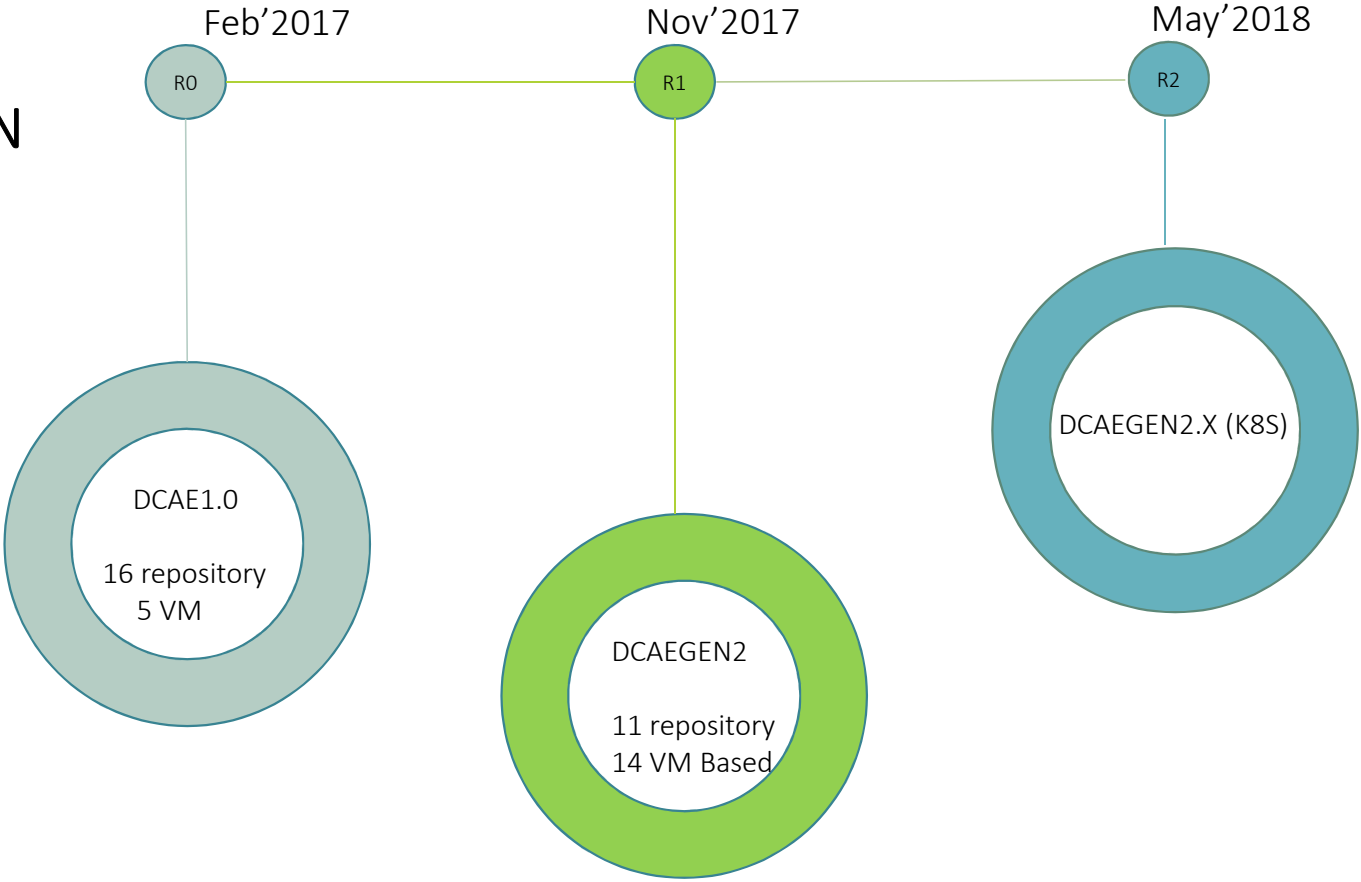 Feb’2017
Nov’2017
May’2018
R0
R1
R2
N
DCAE1.0
16 repository
5 VM
DCAEGEN2
11 repository
14 VM Based
DCAEGEN2.X (K8S)